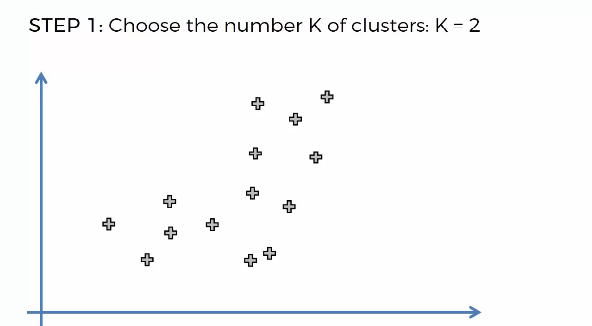 STEP 1: Choose the number K of clusters: K = 2